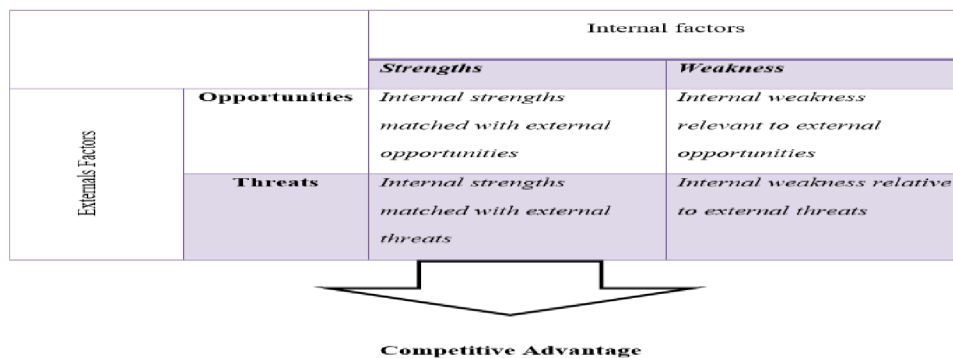 Internal factors
Strengths
Weakness
Externals Factors
Opportunities
Internal strengths
matched with external
opportunities
Internal weakness
relevant to external
opportunities
Threats
Internal strengths
matched with external
threats
Internal weakness relative
to external threats
Competitive Advantage